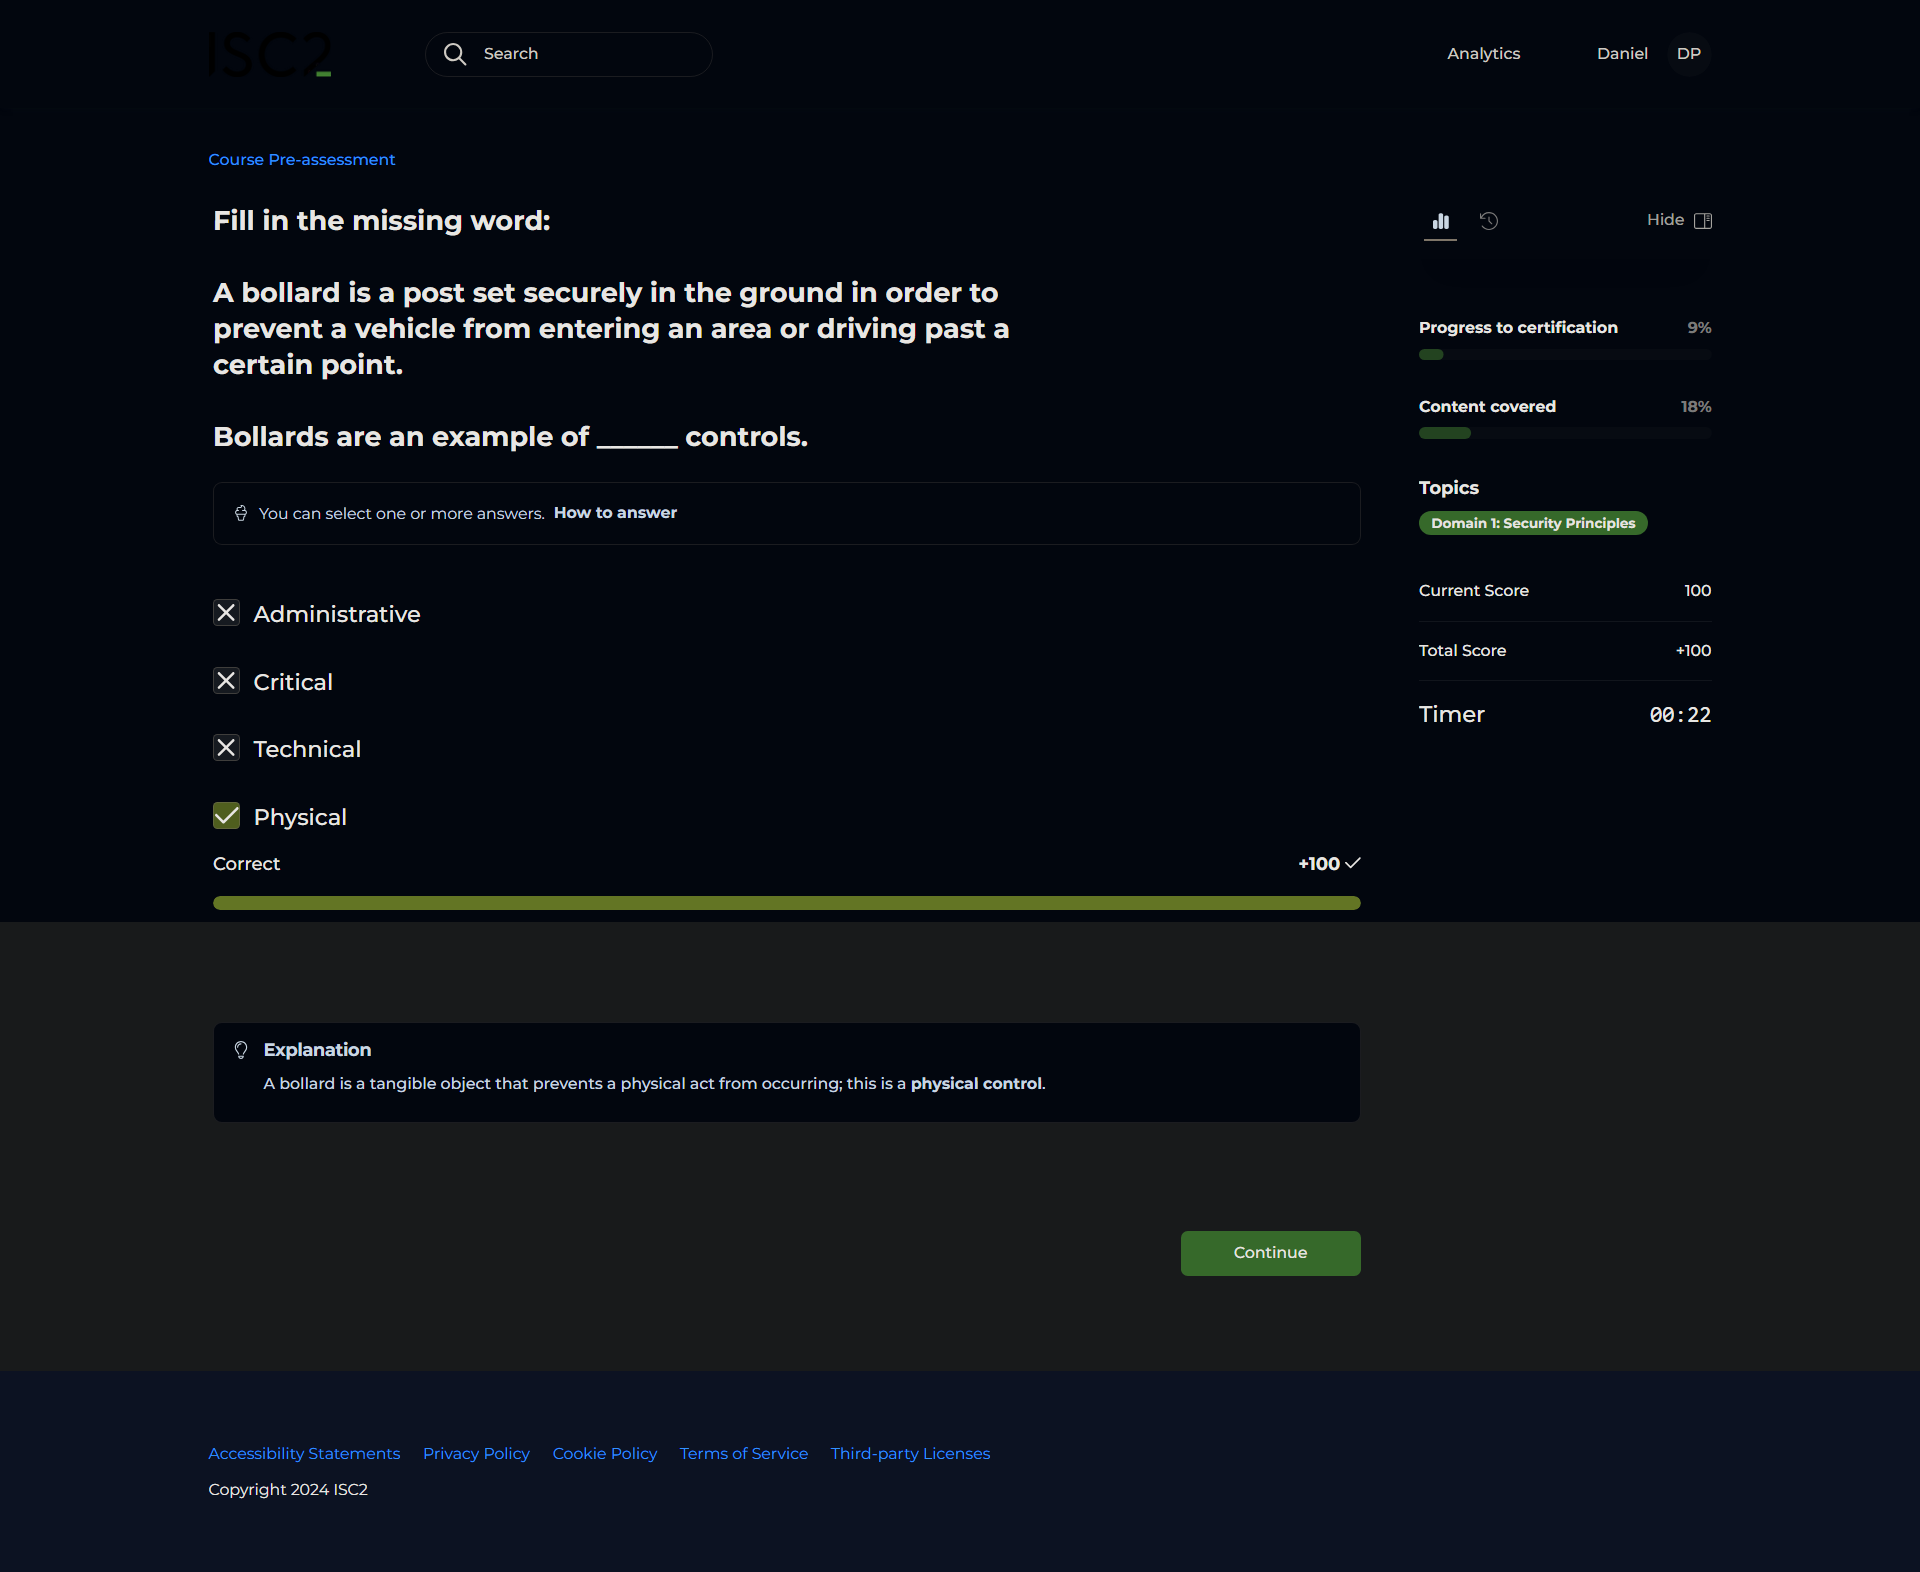 ISC2
Search
Analytics
Daniel
DP
Course Pre-assessment
Fill in the missing word:
A bollard is a post set securely in the ground in order to
prevent a vehicle from entering an area or driving past a
certain point.
Bollards are an example of ______ controls.
You can select one or more answers. How to answer
Administrative
Critical
Technical
Physical
Correct
+100
Hide
Progress to certification 9%
Content covered 18%
Topics
Domain 1: Security Principles
Current Score 100
Total Score +100
Timer 00:22
Explanation
A bollard is a tangible object that prevents a physical act from occurring; this is a physical control.
Continue
Accessibility Statements Privacy Policy Cookie Policy Terms of Service Third-party Licenses
Copyright 2024 ISC2